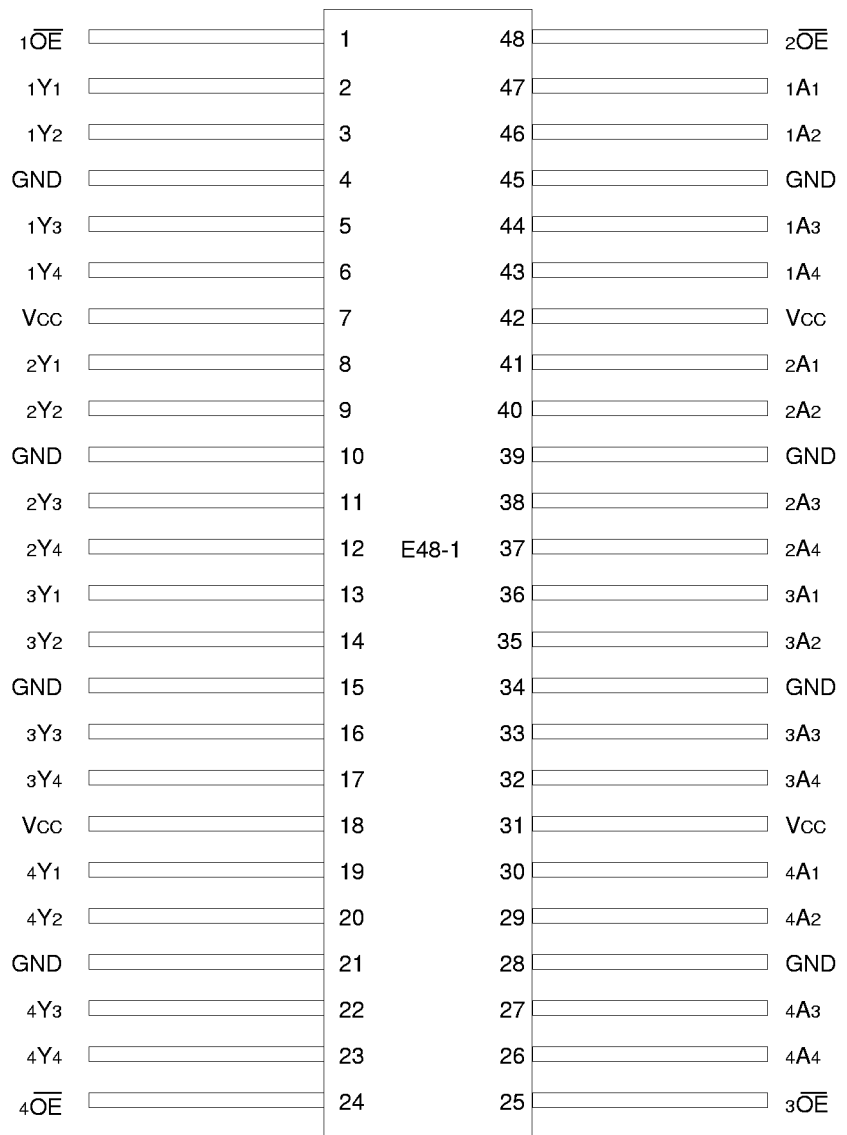 1OE 1 48 2OE
1Y1 2 47 1A1
1Y2 3 46 1A2
GND 4 45 GND
1Y3 5 44 1A3
1Y4 6 43 1A4
VCC 7 42 VCC
2Y1 8 41 2A1
2Y2 9 40 2A2
GND 10 39 GND
2Y3 11 38 2A3
2Y4 12 E48-1 37 2A4
3Y1 13 36 3A1
3Y2 14 35 3A2
GND 15 34 GND
3Y3 16 33 3A3
3Y4 17 32 3A4
VCC 18 31 VCC
4Y1 19 30 4A1
4Y2 20 29 4A2
GND 21 28 GND
4Y3 22 27 4A3
4Y4 23 26 4A4
4OE 24 25 3OE